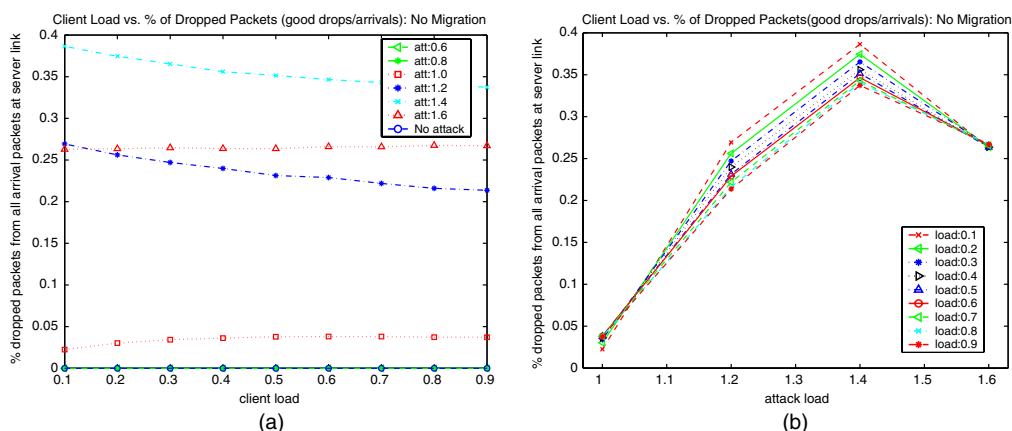 Client Load vs. % of Dropped Packets (good drops/arrivals): No Migration
0.4
0.35
0.3
0.25
0.2
0.15
0.1
0.05
0
% dropped packets from all arrival packets at server link
att:0.6
att:0.8
att:1.0
att:1.2
att:1.4
att:1.6
No attack
0.1 0.2 0.3 0.4 0.5 0.6 0.7 0.8 0.9
client load
(a)
Client Load vs. % of Dropped Packets(good drops/arrivals): No Migration
0.4
0.35
0.3
0.25
0.2
0.15
0.1
0.05
0
% dropped packets from all arrival packets at server link
load:0.1
load:0.2
load:0.3
load:0.4
load:0.5
load:0.6
load:0.7
load:0.8
load:0.9
1 1.1 1.2 1.3 1.4 1.5 1.6
attack load
(b)